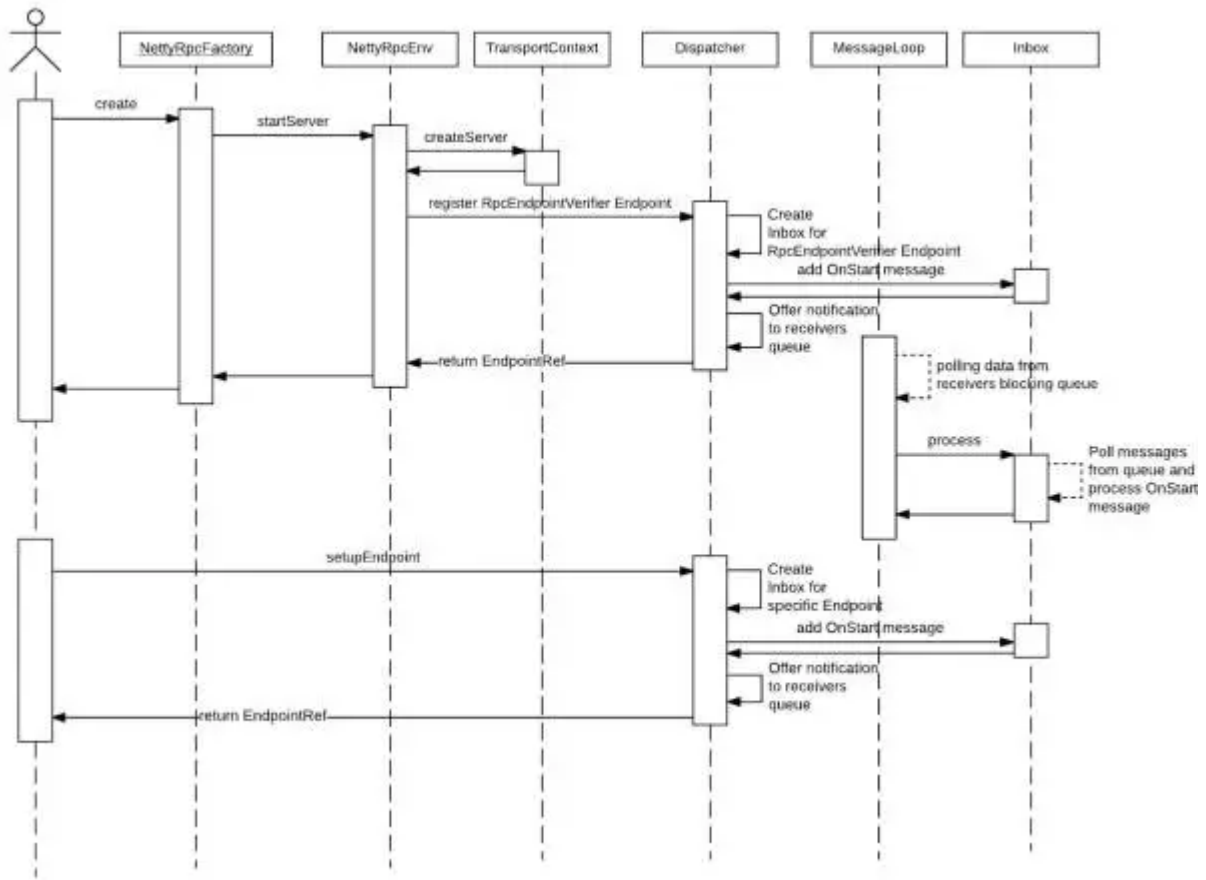 NettyRpcFactory
NettyRpcEnv
TransportContext
Dispatcher
MessageLoop
Inbox
create
startServer
createServer
register RpcEndpointVerifier Endpoint
Create
Inbox for
RpcEndpointVerifier Endpoint
add OnStart message
Offer notification
to receivers
queue
return EndpointRef
polling data from
receivers blocking queue
process
Poll messages
from queue and
process OnStart
message
setupEndpoint
Create
Inbox for
specific Endpoint
add OnStart message
Offer notification
to receivers
queue
return EndpointRef